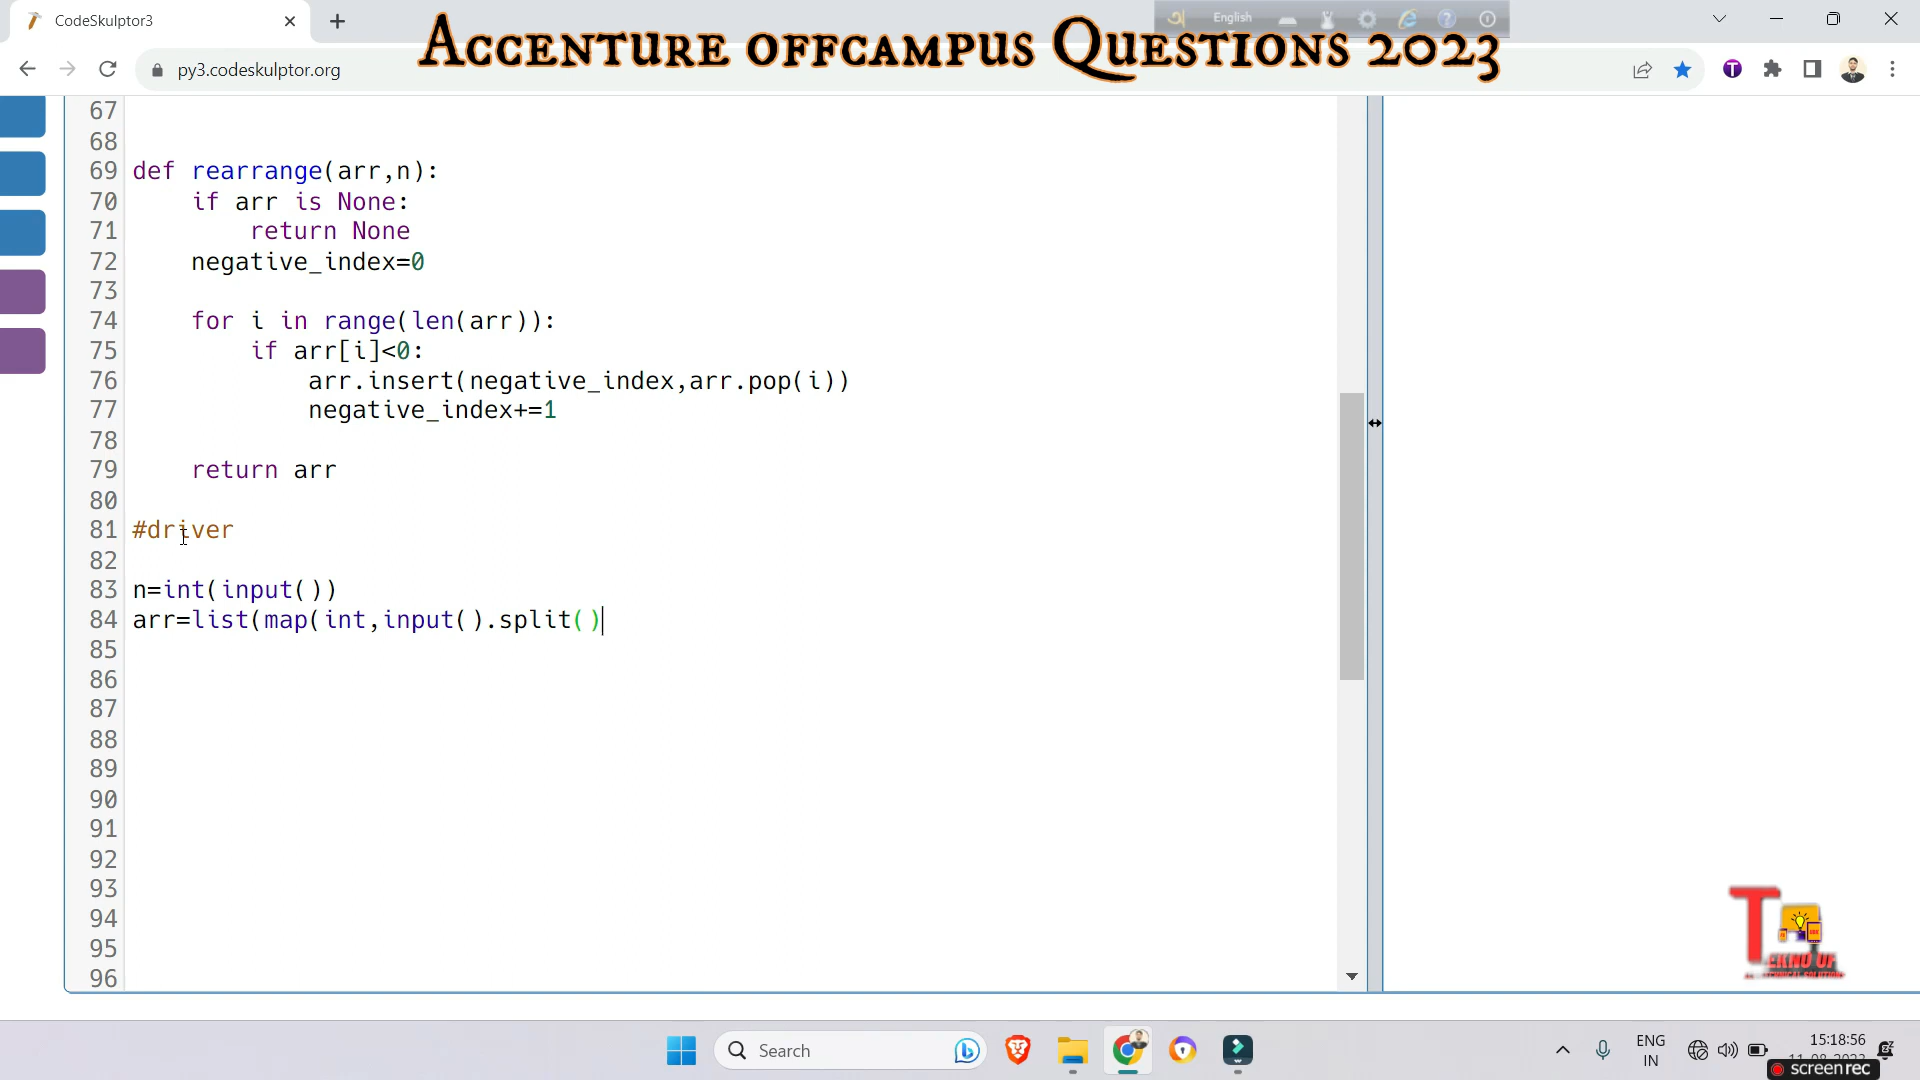 CodeSkulptor3
English
py3.codeskulptor.org
Accenture offcampus Questions 2023
67
68
69 def rearrange(arr,n):
70 if arr is None:
71 return None
72 negative_index=0
73
74 for i in range(len(arr)):
75 if arr[i]<0:
76 arr.insert(negative_index,arr.pop(i))
77 negative_index+=1
78
79 return arr
80
81 #driver
82
83 n=int(input())
84 arr=list(map(int,input().split()
85
86
87
88
89
90
91
92
93
94
95
96
Search
ENG
IN
15:18:56
screenrec